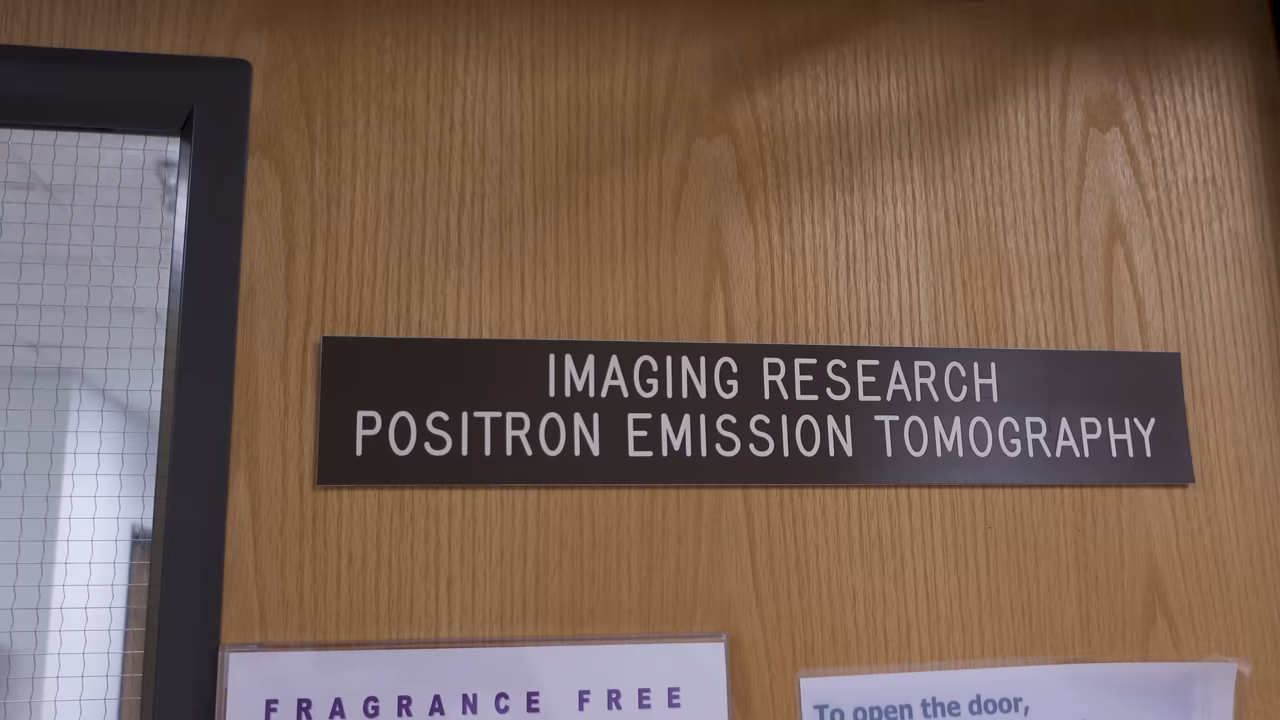 IMAGING RESEARCH
POSITRON EMISSION TOMOGRAPHY
FRAGRANCE FREE
To open the door,